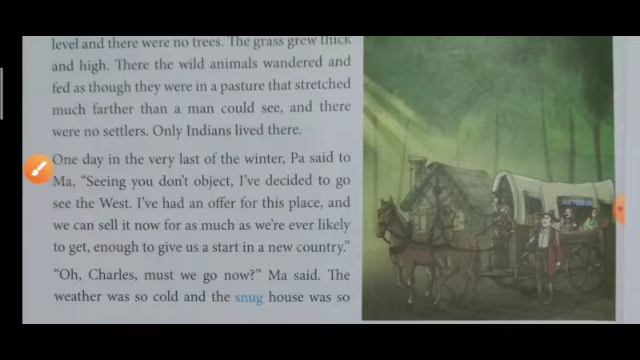 level and there were no trees. The grass grew thick
and high. There the wild animals wandered and
fed as though they were in a pasture that stretched
much farther than a man could see, and there
were no settlers. Only Indians lived there.
One day in the very last of the winter, Pa said to
Ma, “Seeing you don’t object, I’ve decided to go
see the West. I’ve had an offer for this place, and
we can sell it now for as much as we’re ever likely
to get, enough to give us a start in a new country.”
“Oh, Charles, must we go now?” Ma said. The
weather was so cold and the snug house was so